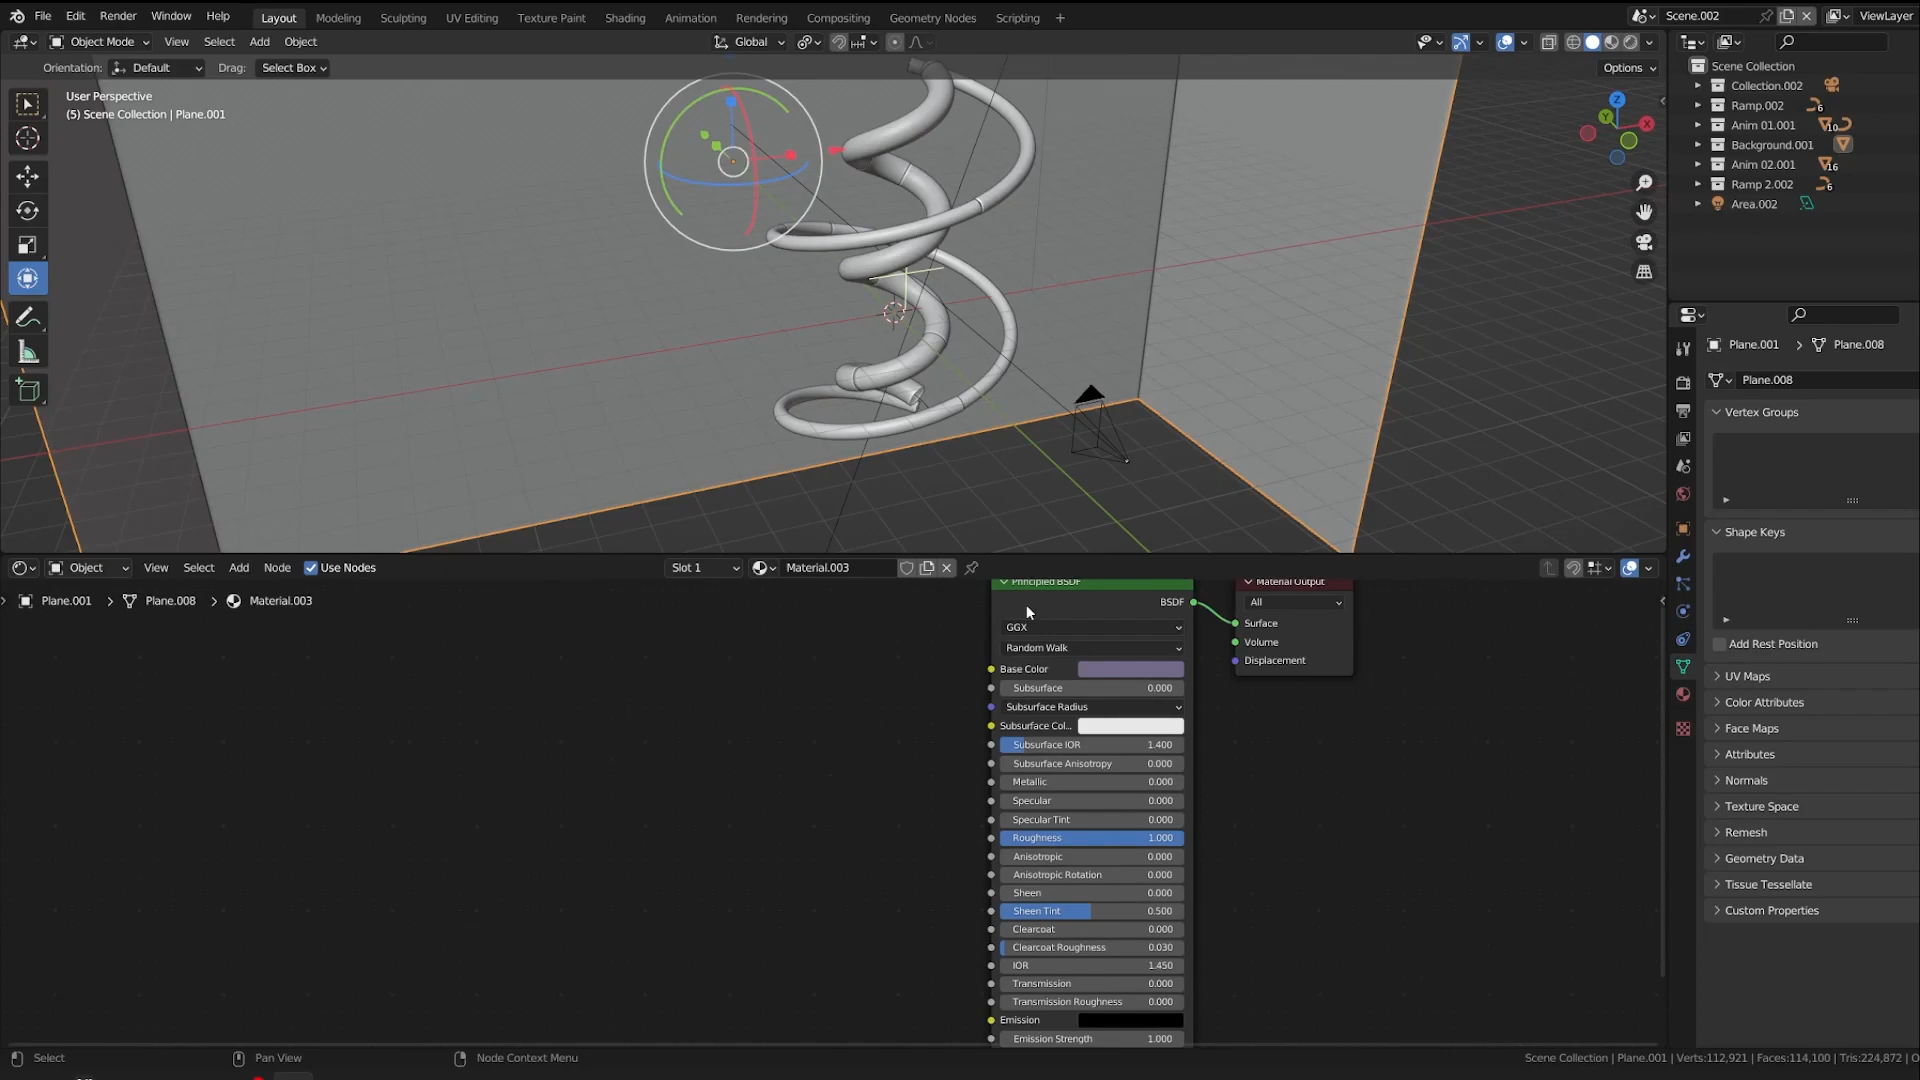 File Edit Render Window Help Layout Modeling Sculpting UV Editing Texture Paint Shading Animation Rendering Compositing Geometry Nodes Scripting + Scene.002 ViewLayer
Object Mode View Select Add Object Global
Orientation: Default Drag: Select Box Options
User Perspective
(5) Scene Collection | Plane.001
Z
Y
X
Scene Collection
Collection.002
Ramp.002 6
Anim 01.001 10
Background.001
Anim 02.001 16
Ramp 2.002 6
Area.002
Plane.001 > Plane.008
Plane.008
Vertex Groups
Shape Keys
Add Rest Position
UV Maps
Color Attributes
Face Maps
Attributes
Normals
Texture Space
Remesh
Geometry Data
Tissue Tessellate
Custom Properties
Object View Select Add Node Use Nodes Slot 1 Material.003
Plane.001 > Plane.008 > Material.003
Principled BSDF
BSDF
GGX
Random Walk
Base Color
Subsurface 0.000
Subsurface Radius
Subsurface Col...
Subsurface IOR 1.400
Subsurface Anisotropy 0.000
Metallic 0.000
Specular 0.000
Specular Tint 0.000
Roughness 1.000
Anisotropic 0.000
Anisotropic Rotation 0.000
Sheen 0.000
Sheen Tint 0.500
Clearcoat 0.000
Clearcoat Roughness 0.030
IOR 1.450
Transmission 0.000
Transmission Roughness 0.000
Emission
Emission Strength 1.000
Material Output
All
Surface
Volume
Displacement
Select Pan View Node Context Menu Scene Collection | Plane.001 | Verts:112,921 | Faces:114,100 | Tris:224,872 | O